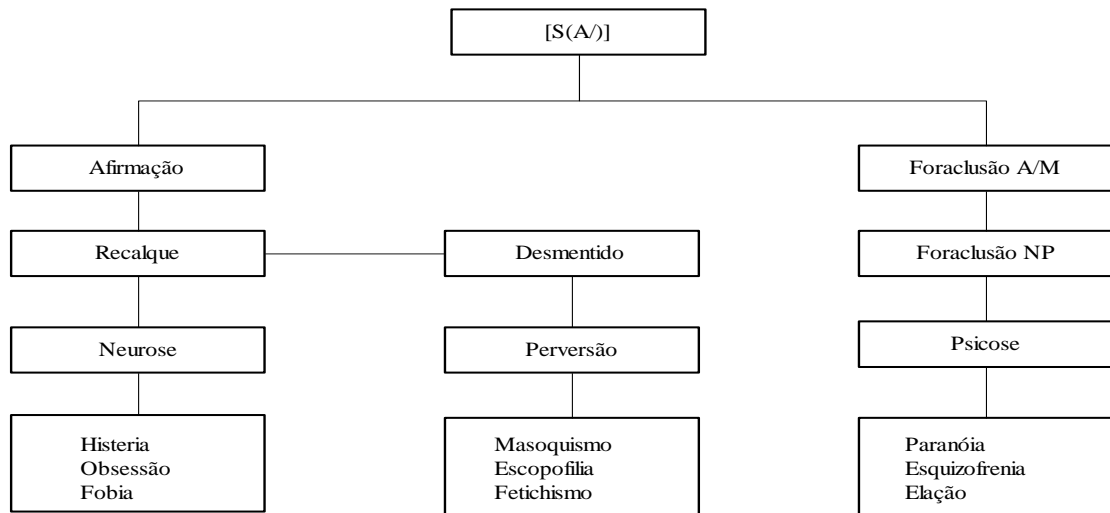 [S(A/)]
Afirmação
Foraclusão A/M
Recalque
Desmentido
Foraclusão NP
Neurose
Perversão
Psicose
Histeria
Obsessão
Fobia
Masoquismo
Escopofilia
Fetichismo
Paranóia
Esquizofrenia
Elação